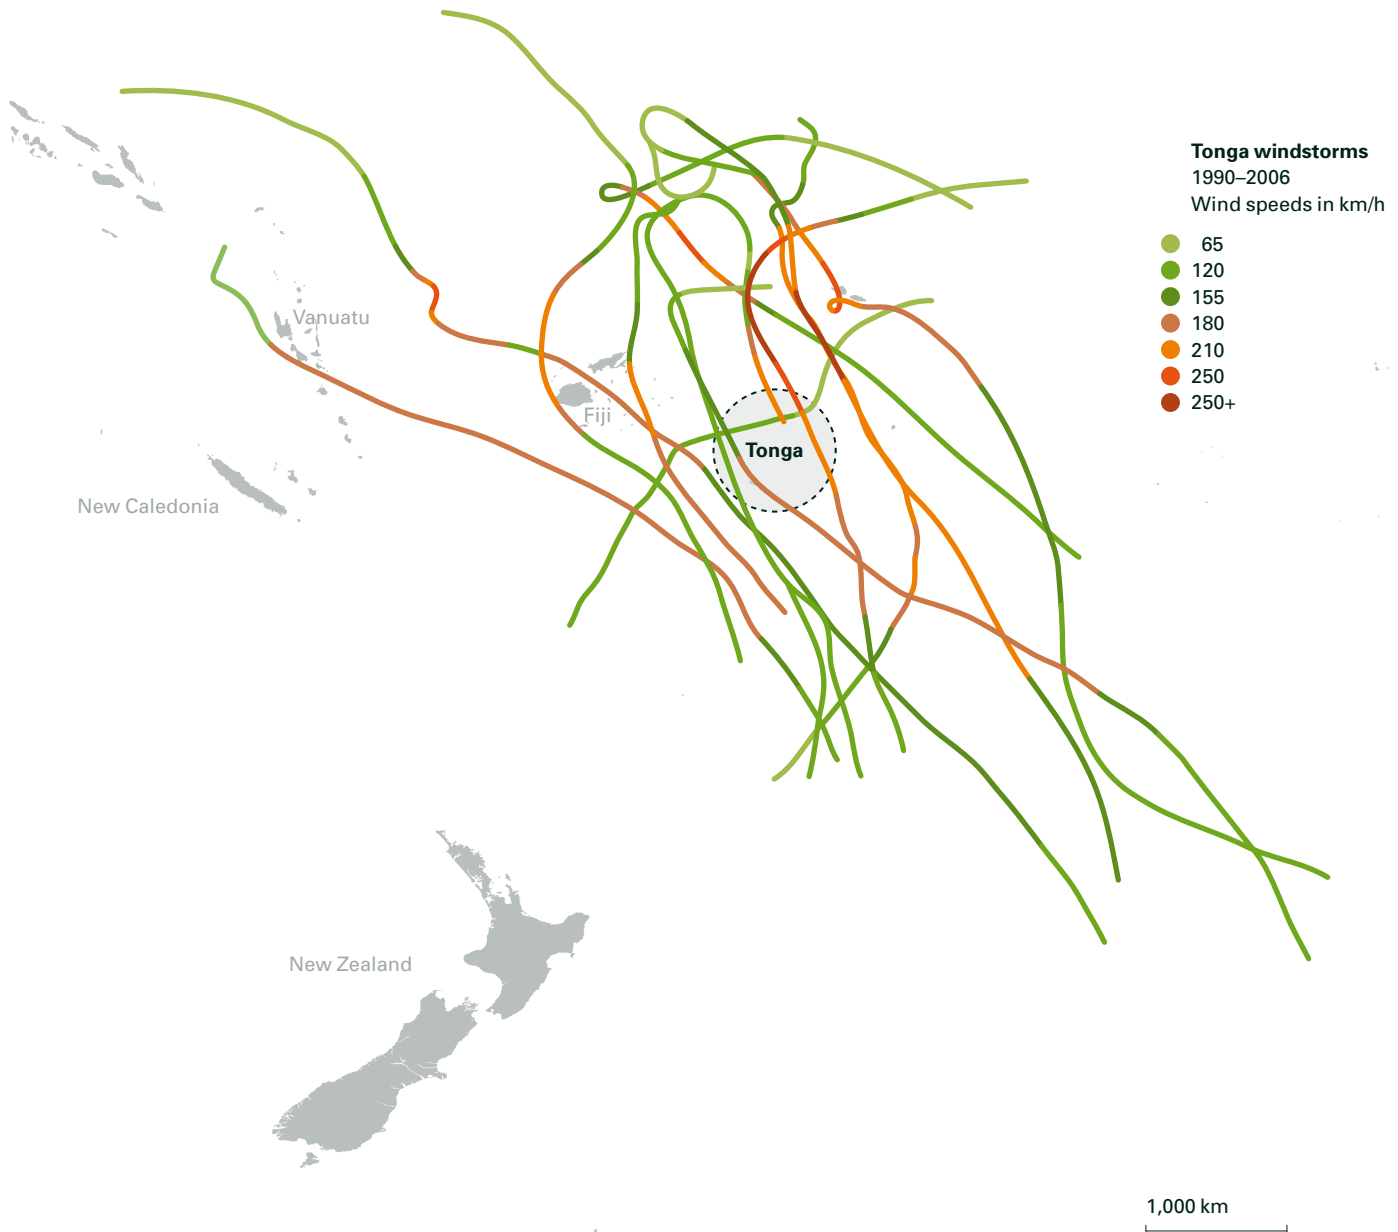 Tonga windstorms
1990–2006
Wind speeds in km/h
65
120
155
180
210
250
250+
Vanuatu
Fiji
Tonga
New Caledonia
New Zealand
1,000 km